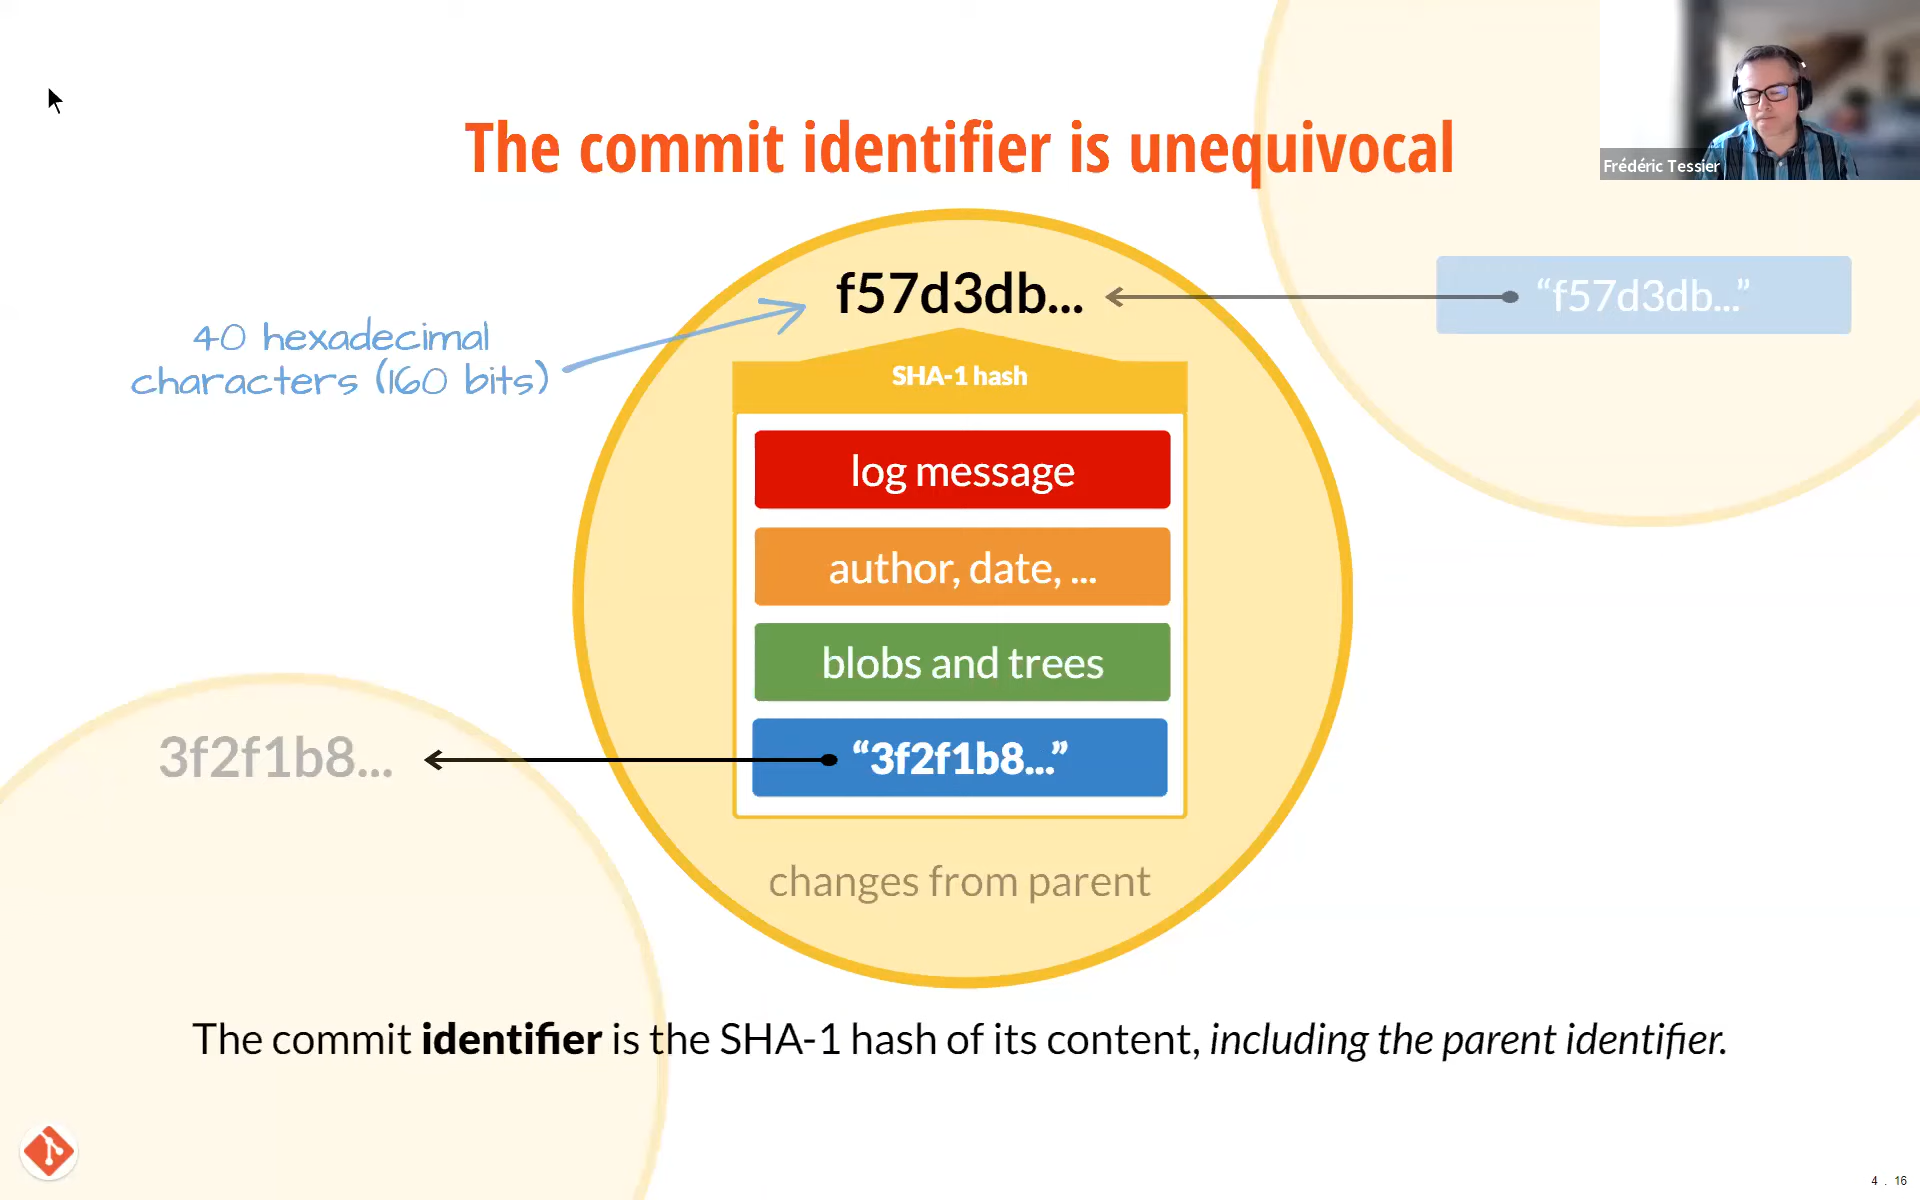 The commit identifier is unequivocal
Frédéric Tessier
f57d3db...
“f57d3db...”
40 hexadecimal
characters (160 bits)
SHA-1 hash
log message
author, date, ...
blobs and trees
3f2f1b8...
“3f2f1b8...”
changes from parent
The commit identifier is the SHA-1 hash of its content, including the parent identifier.
4 . 16